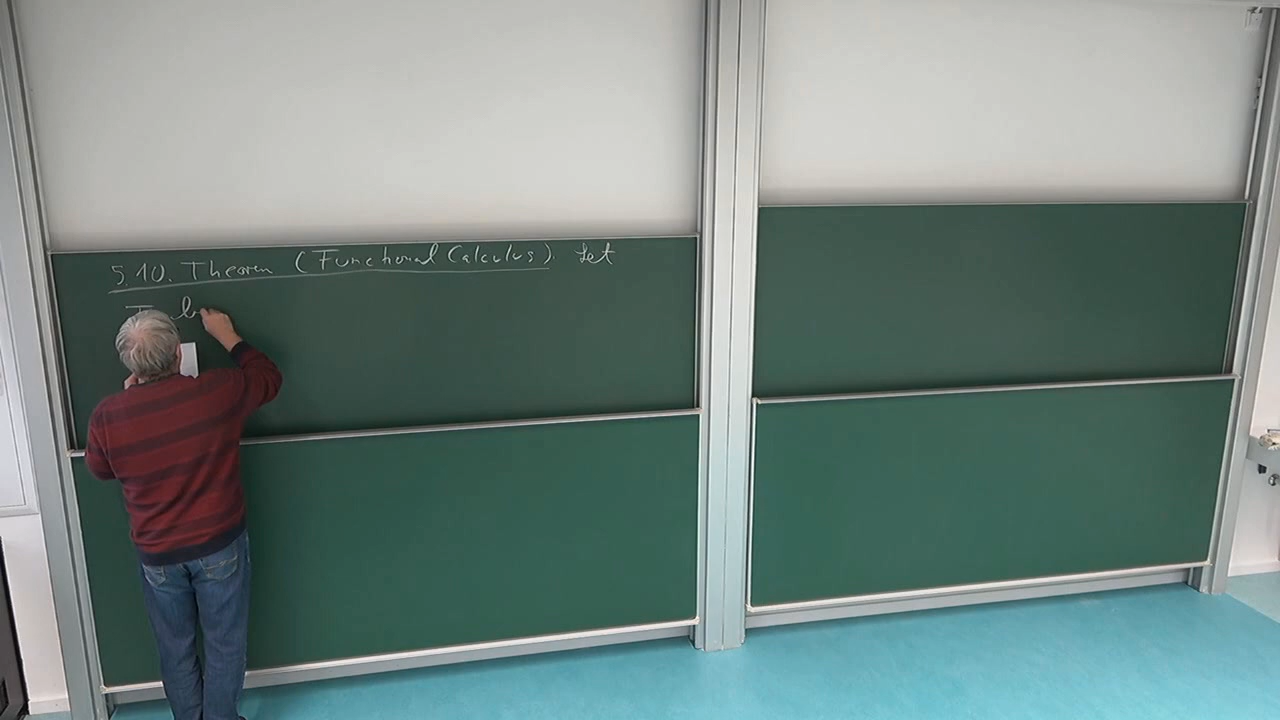 5.10. Theorem (Functional Calculus). Let
T b